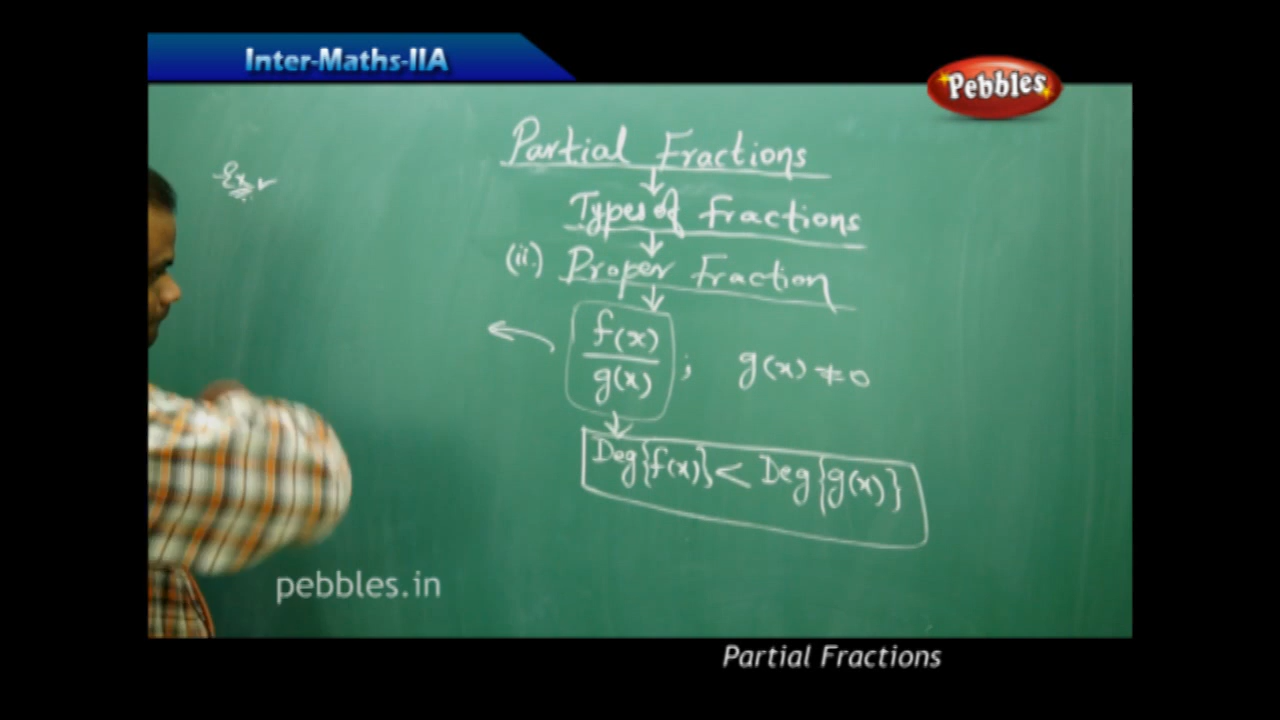 Inter-Maths-IIA
Pebbles
Ex
Partial Fractions
Types of fractions
(ii.) Proper Fraction
f(x)
g(x) ; g(x) ≠ 0
Deg{f(x)} < Deg{g(x)}
pebbles.in
Partial Fractions